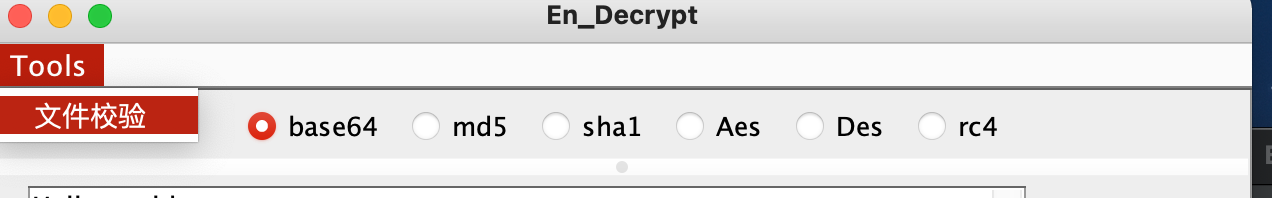 En_Decrypt
Tools
文件校验
base64 md5 sha1 Aes Des rc4